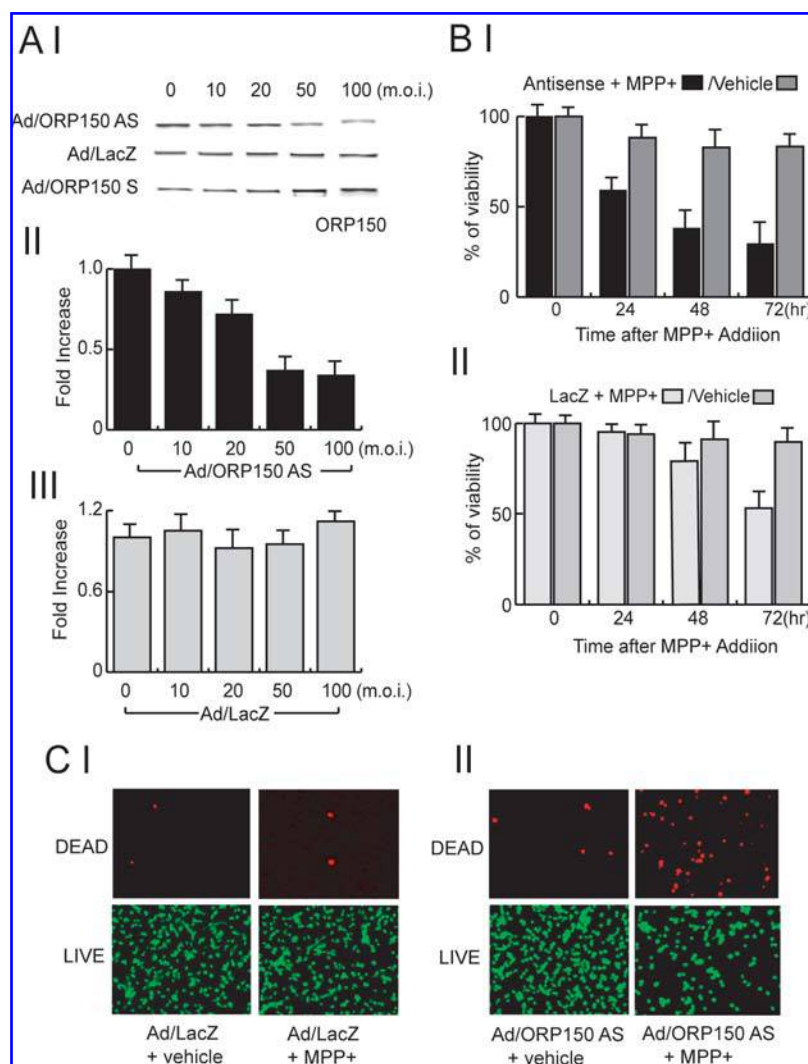 A I
0 10 20 50 100 (m.o.i.)
Ad/ORP150 AS
Ad/LacZ
Ad/ORP150 S
ORP150
II
Fold Increase
1.0
0.5
0
0 10 20 50 100 (m.o.i.)
Ad/ORP150 AS
III
Fold Increase
1.2
0.6
0
0 10 20 50 100 (m.o.i.)
Ad/LacZ
B I
Antisense + MPP+ /Vehicle
% of viability
100
50
0
0 24 48 72(hr)
Time after MPP+ Addiion
II
LacZ + MPP+ /Vehicle
% of viability
100
50
0
0 24 48 72(hr)
Time after MPP+ Addiion
C I
DEAD
LIVE
Ad/LacZ
+ vehicle
Ad/LacZ
+ MPP+
II
DEAD
LIVE
Ad/ORP150 AS
+ vehicle
Ad/ORP150 AS
+ MPP+